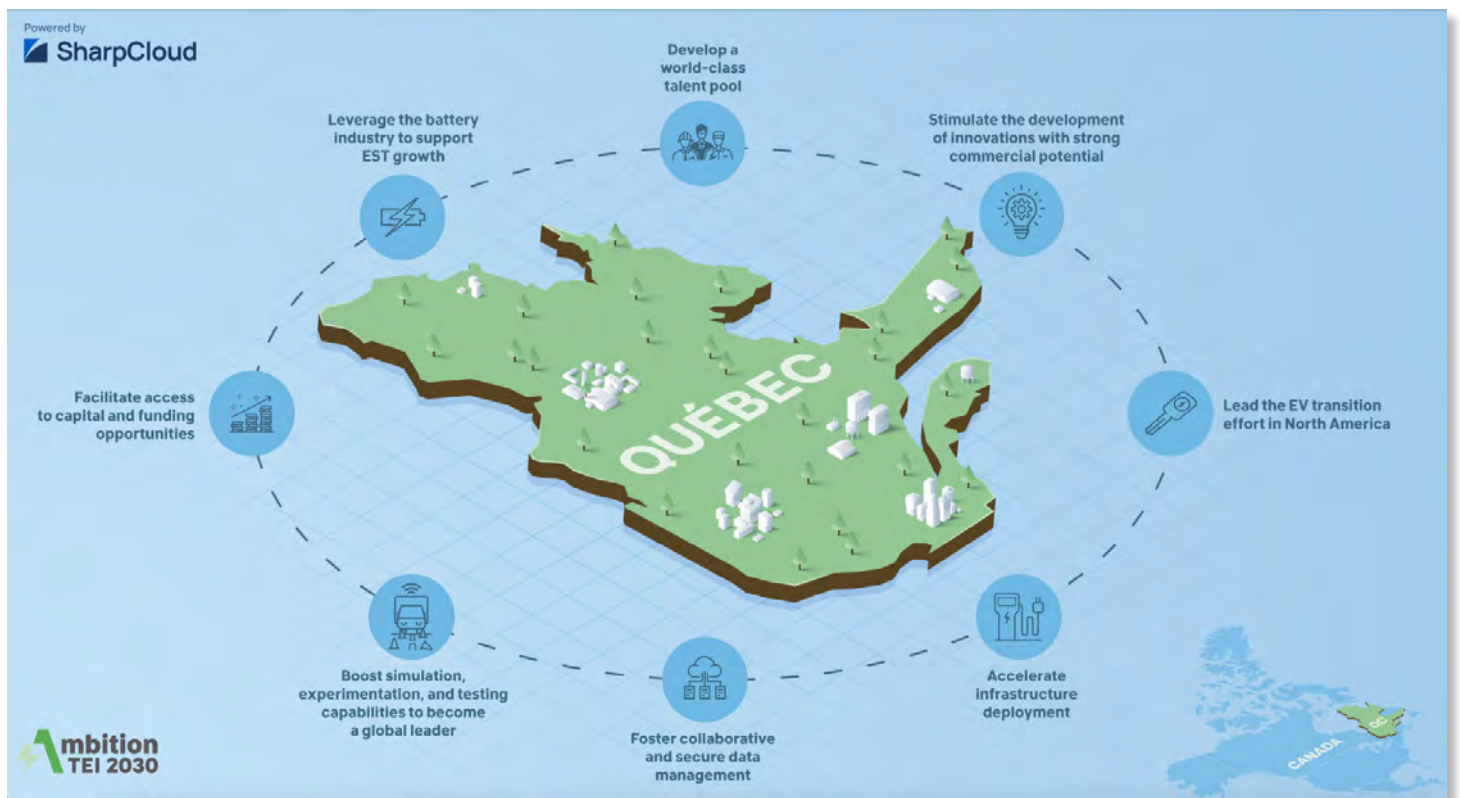 Powered by
SharpCloud
Develop a
world-class
talent pool
Leverage the battery
industry to support
EST growth
Stimulate the development
of innovations with strong
commercial potential
Facilitate access
to capital and funding
opportunities
QUÉBEC
Lead the EV transition
effort in North America
Boost simulation,
experimentation, and testing
capabilities to become
a global leader
Foster collaborative
and secure data
management
Accelerate
infrastructure
deployment
Ambition
TEI 2030
QC
CANADA